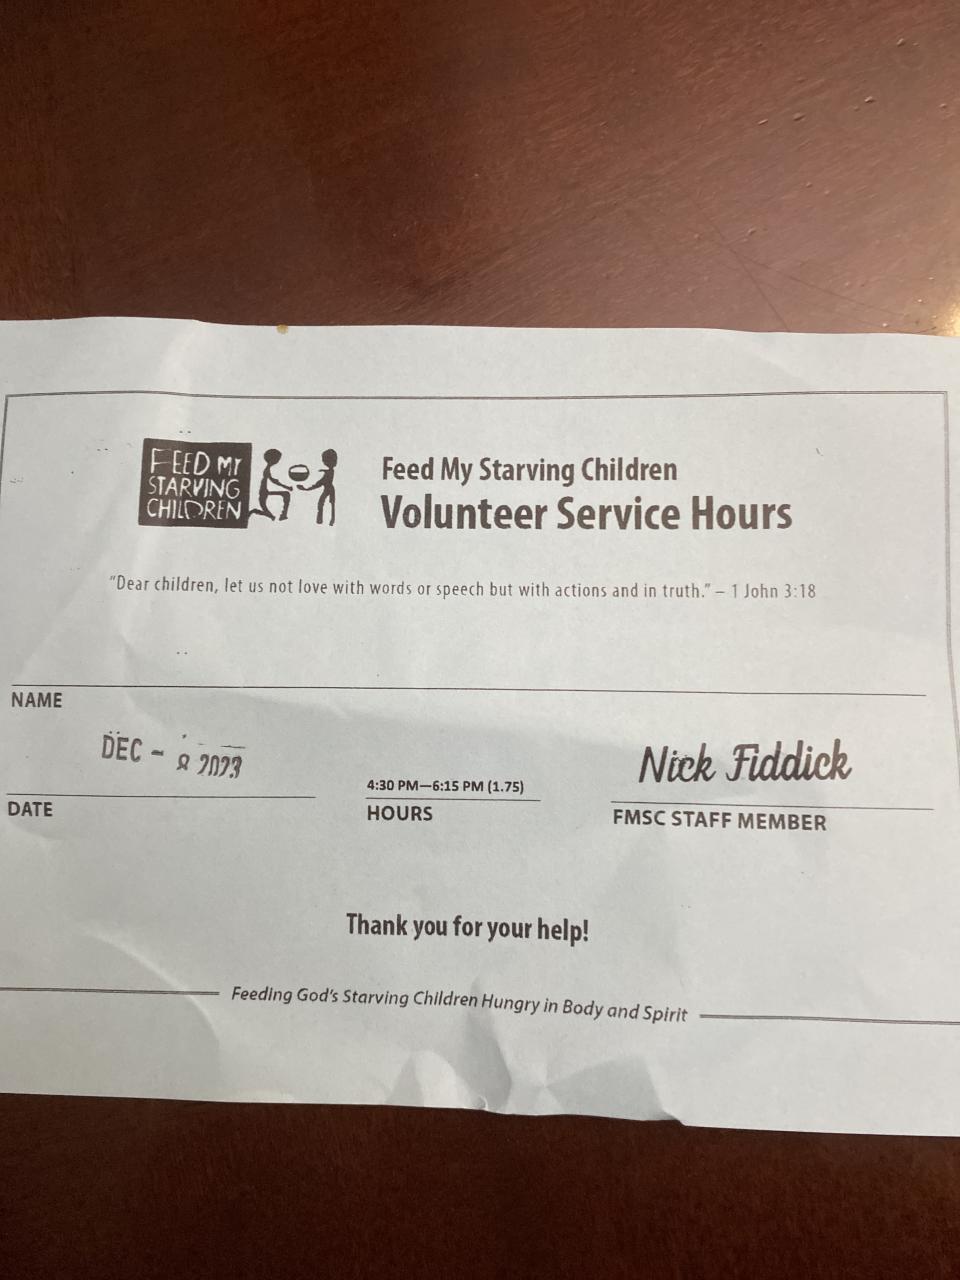 FEED MY
STARVING
CHILDREN
Feed My Starving Children
Volunteer Service Hours
"Dear children, let us not love with words or speech but with actions and in truth." – 1 John 3:18
NAME
DEC - 8 2023
DATE
4:30 PM—6:15 PM (1.75)
HOURS
Nick Fiddick
FMSC STAFF MEMBER
Thank you for your help!
Feeding God's Starving Children Hungry in Body and Spirit